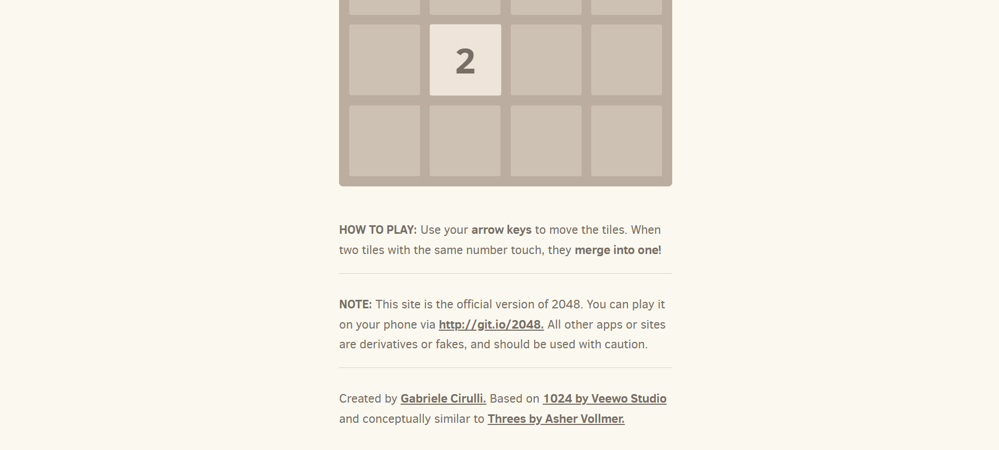 2
HOW TO PLAY: Use your arrow keys to move the tiles. When
two tiles with the same number touch, they merge into one!
NOTE: This site is the official version of 2048. You can play it
on your phone via http://git.io/2048. All other apps or sites
are derivatives or fakes, and should be used with caution.
Created by Gabriele Cirulli. Based on 1024 by Veewo Studio
and conceptually similar to Threes by Asher Vollmer.